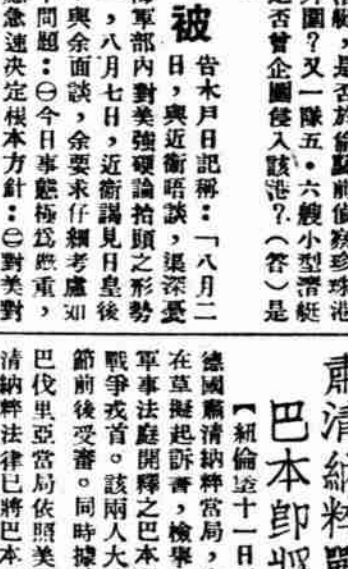 艇,是否於偷襲前偵察珍珠港
外圍?又一隊五.六艘小型潛艇
是否曾企圖侵入該港?(答)是
被
告木戶日記稱:「八月二
日,與近衞晤談,渠深憂
海軍部內對美強硬論抬頭之形勢
,八月七日,近衞謁見日皇後
與余面談,余要求仔細考慮如
下問題:㊀今日事態極爲嚴重,
應急速決定根本方針:㊁對美對
肅清納粹
巴本卽將
【紐倫堡十一日
德國肅清納粹當局,
在草擬起訴書,檢舉
軍事法庭開釋之巴本
戰爭戎首。該兩人大
節前後受審。同時據
巴伐里亞當局依照美
清納粹法律已將巴本